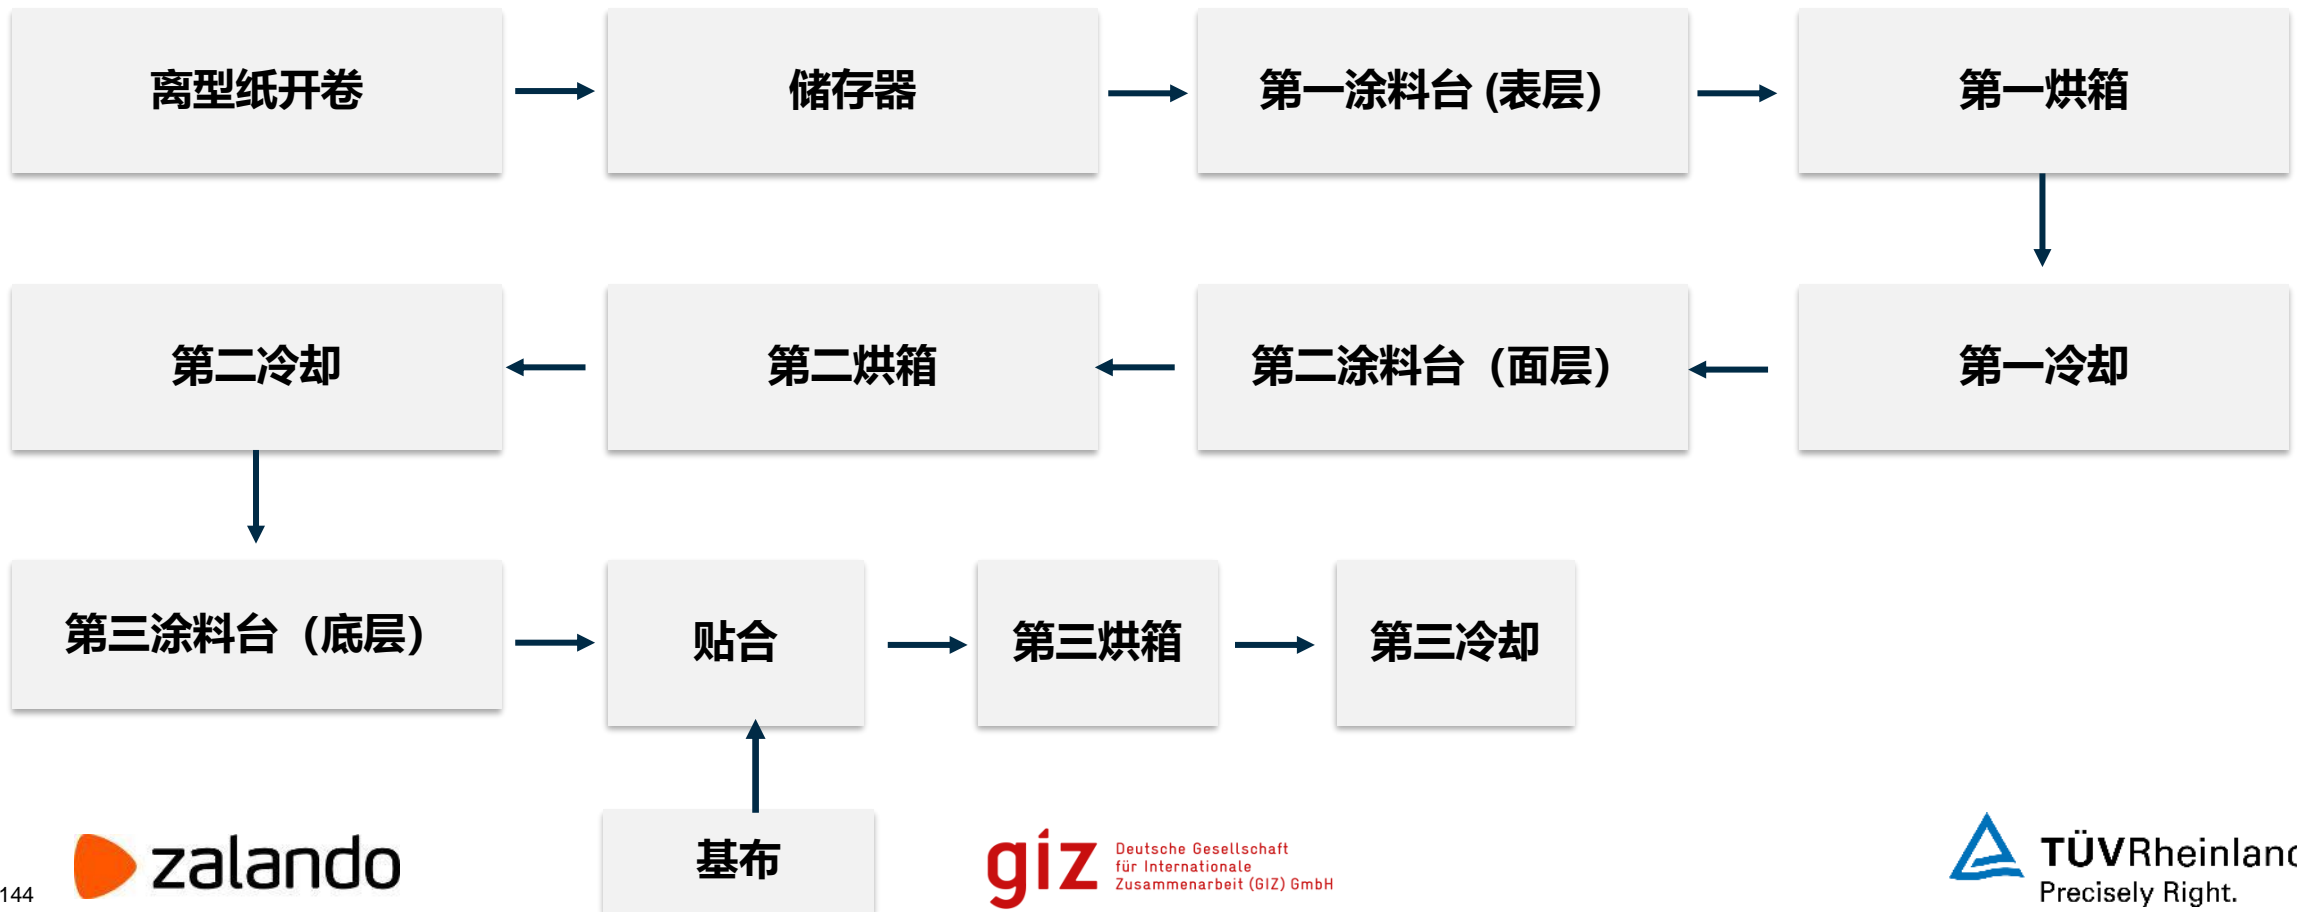 离型纸开卷
储存器
第一涂料台 (表层）
第一烘箱
第二冷却
第二烘箱
第二涂料台（面层）
第一冷却
第三涂料台（底层）
贴合
第三烘箱
第三冷却
基布
144
zalando
giz
Deutsche Gesellschaft
für Internationale
Zusammenarbeit (GIZ) GmbH
TÜVRheinland
Precisely Right.